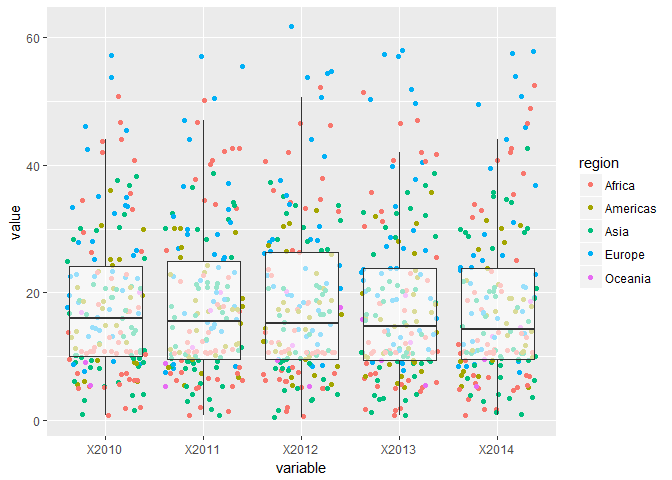 60
40
20
0
value
X2010 X2011 X2012 X2013 X2014
variable
region
Africa
Americas
Asia
Europe
Oceania